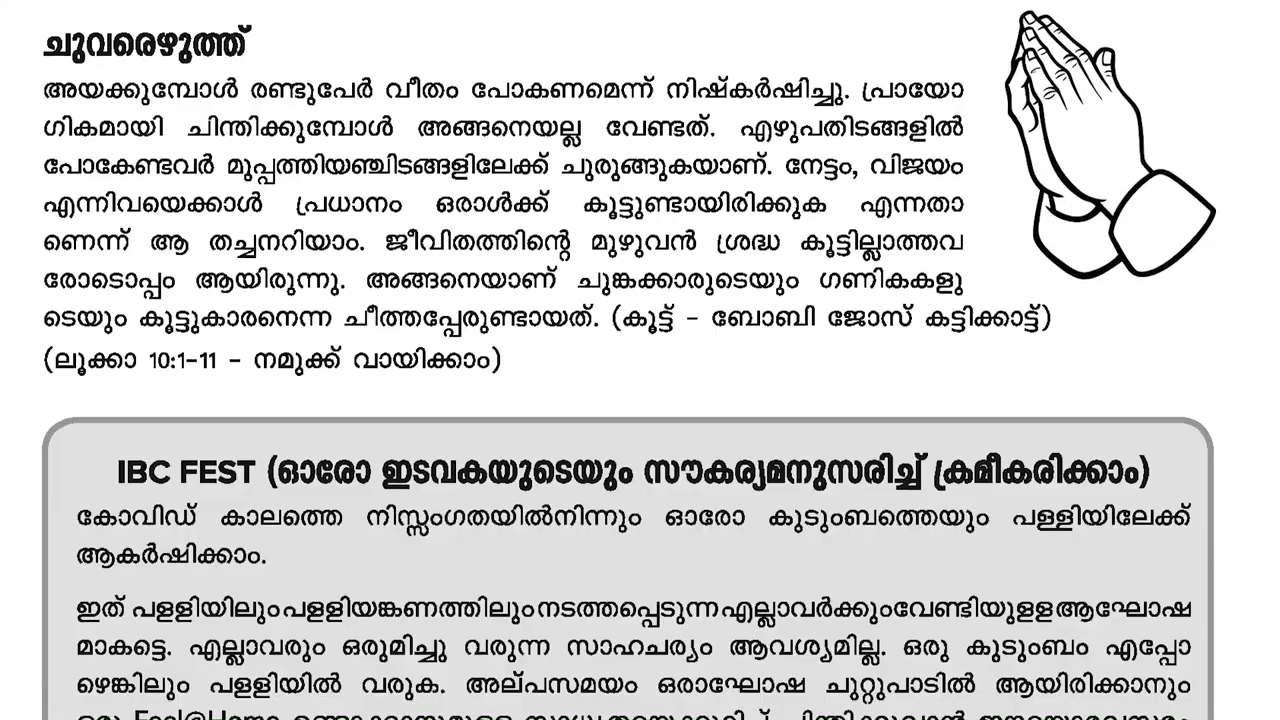 ചുവരെഴുത്ത്
അയക്കുമ്പോൾ രണ്ടുപേർ വീതം പോകണമെന്ന് നിഷ്കർഷിച്ചു. പ്രായോ
ഗികമായി ചിന്തിക്കുമ്പോൾ അങ്ങനെയല്ല വേണ്ടത്. എഴുപതിടങ്ങളിൽ
പോകേണ്ടവർ മുപ്പത്തിയഞ്ചിടങ്ങളിലേക്ക് ചുരുങ്ങുകയാണ്. നേട്ടം, വിജയം
എന്നിവയെക്കാൾ പ്രധാനം ഒരാൾക്ക് കൂട്ടുണ്ടായിരിക്കുക എന്നതാ
ണെന്ന് ആ തച്ചനറിയാം. ജീവിതത്തിന്റെ മുഴുവൻ ശ്രദ്ധ കൂട്ടില്ലാത്തവ
രോടൊപ്പം ആയിരുന്നു. അങ്ങനെയാണ് ചുങ്കക്കാരുടെയും ഗണികകളു
ടെയും കൂട്ടുകാരനെന്ന ചീത്തപ്പേരുണ്ടായത്. (കൂട്ട് - ബോബി ജോസ് കട്ടിക്കാട്ട്)
(ലൂക്കാ 10:1-11 - നമുക്ക് വായിക്കാം)
IBC FEST (ഓരോ ഇടവകയുടെയും സൗകര്യമനുസരിച്ച് ക്രമീകരിക്കാം)
കോവിഡ് കാലത്തെ നിസ്സംഗതയിൽനിന്നും ഓരോ കുടുംബത്തെയും പള്ളിയിലേക്ക്
ആകർഷിക്കാം.
ഇത് പളളിയിലും പളളിയങ്കണത്തിലും നടത്തപ്പെടുന്ന എല്ലാവർക്കും വേണ്ടിയുളള ആഘോഷ
മാകട്ടെ. എല്ലാവരും ഒരുമിച്ചു വരുന്ന സാഹചര്യം ആവശ്യമില്ല. ഒരു കുടുംബം എപ്പോ
ഴെങ്കിലും പളളിയിൽ വരുക. അല്പസമയം ഒരാഘോഷ ചുറ്റുപാടിൽ ആയിരിക്കാനും